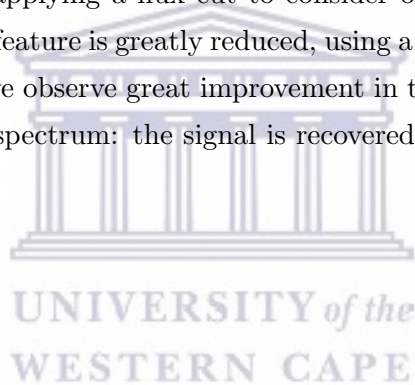 applying a flux cut to consider o
feature is greatly reduced, using a
e observe great improvement in t
spectrum: the signal is recovered
UNIVERSITY of the
WESTERN CAPE